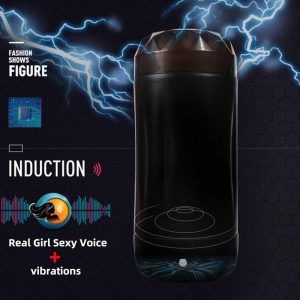 FASHION
SHOWS
FIGURE
INDUCTION
Real Girl Sexy Voice
+
vibrations